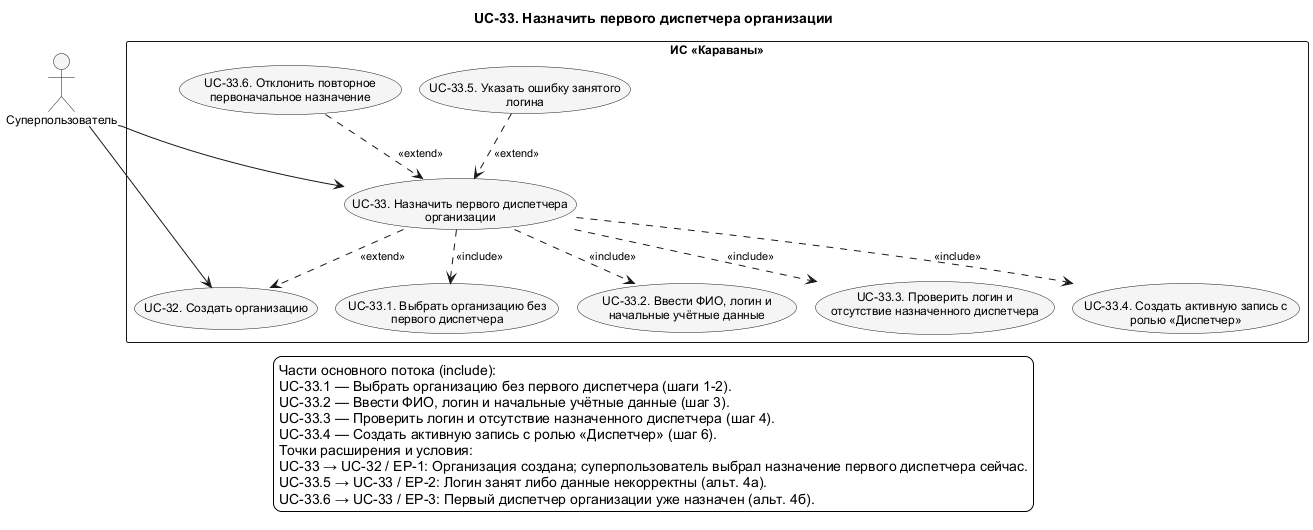 UC-33. Назначить первого диспетчера организации
ИС «Караваны»
Суперпользователь
UC-33.6. Отклонить повторное
первоначальное назначение
UC-33.5. Указать ошибку занятого
логина
«extend»
«extend»
UC-33. Назначить первого диспетчера
организации
«extend»
«include»
«include»
«include»
«include»
UC-32. Создать организацию
UC-33.1. Выбрать организацию без
первого диспетчера
UC-33.2. Ввести ФИО, логин и
начальные учётные данные
UC-33.3. Проверить логин и
отсутствие назначенного диспетчера
UC-33.4. Создать активную запись с
ролью «Диспетчер»
Части основного потока (include):
UC-33.1 — Выбрать организацию без первого диспетчера (шаги 1-2).
UC-33.2 — Ввести ФИО, логин и начальные учётные данные (шаг 3).
UC-33.3 — Проверить логин и отсутствие назначенного диспетчера (шаг 4).
UC-33.4 — Создать активную запись с ролью «Диспетчер» (шаг 6).
Точки расширения и условия:
UC-33 → UC-32 / EP-1: Организация создана; суперпользователь выбрал назначение первого диспетчера сейчас.
UC-33.5 → UC-33 / EP-2: Логин занят либо данные некорректны (альт. 4а).
UC-33.6 → UC-33 / EP-3: Первый диспетчер организации уже назначен (альт. 4б).